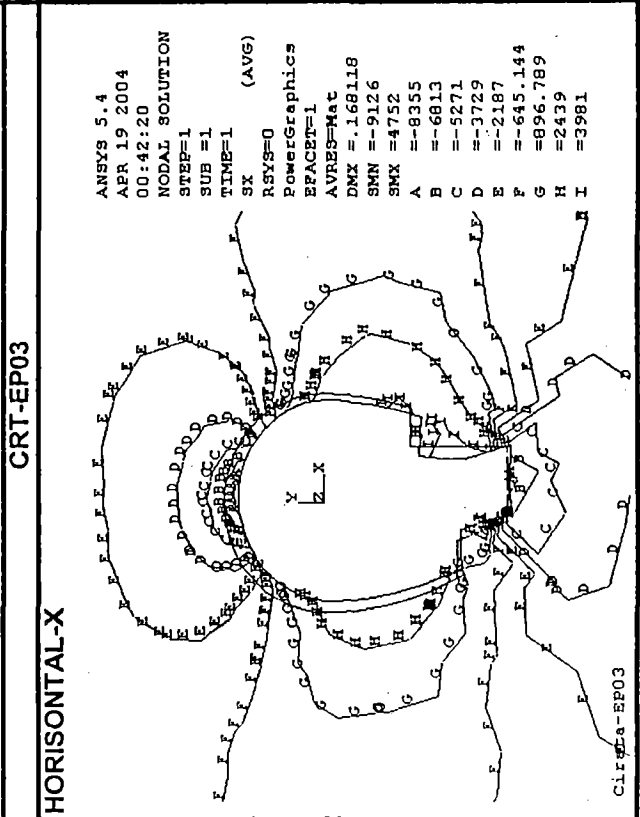 CRT-EP03
HORISONTAL-X
ANSYS 5.4
APR 19 2004
00:42:20
NODAL SOLUTION
STEP=1
SUB =1
TIME=1
SX (AVG)
RSYS=0
PowerGraphics
EFACET=1
AVRES=Mat
DMX =.168118
SMN =-9126
SMX =4752
A =-8355
B =-6813
C =-5271
D =-3729
E =-2187
F =-645.144
G =896.789
H =2439
I =3981
Y
Z X